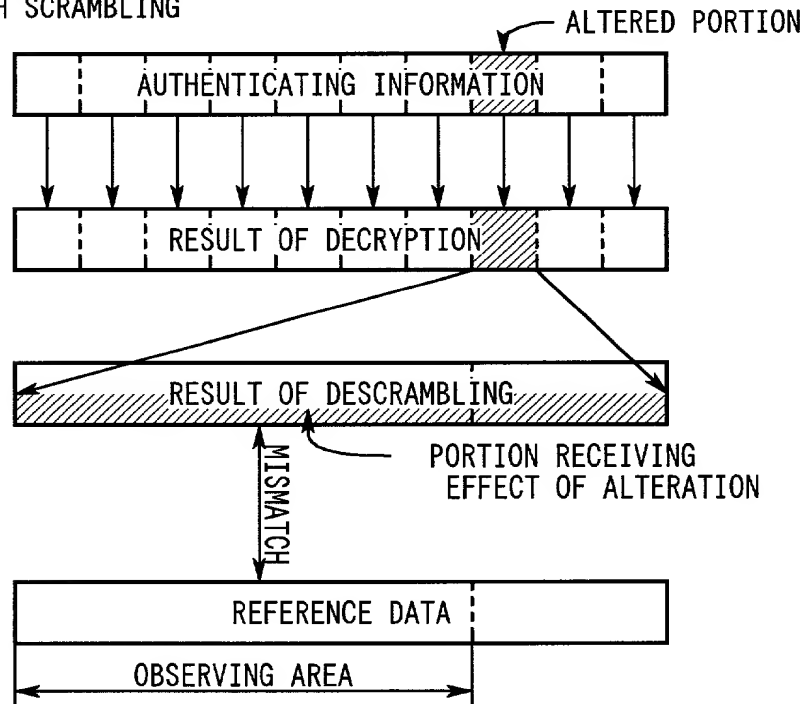 SCRAMBLING
ALTERED PORTION
AUTHENTICATING INFORMATION
RESULT OF DECRYPTION
RESULT OF DESCRAMBLING
MISMATCH
PORTION RECEIVING
EFFECT OF ALTERATION
REFERENCE DATA
OBSERVING AREA